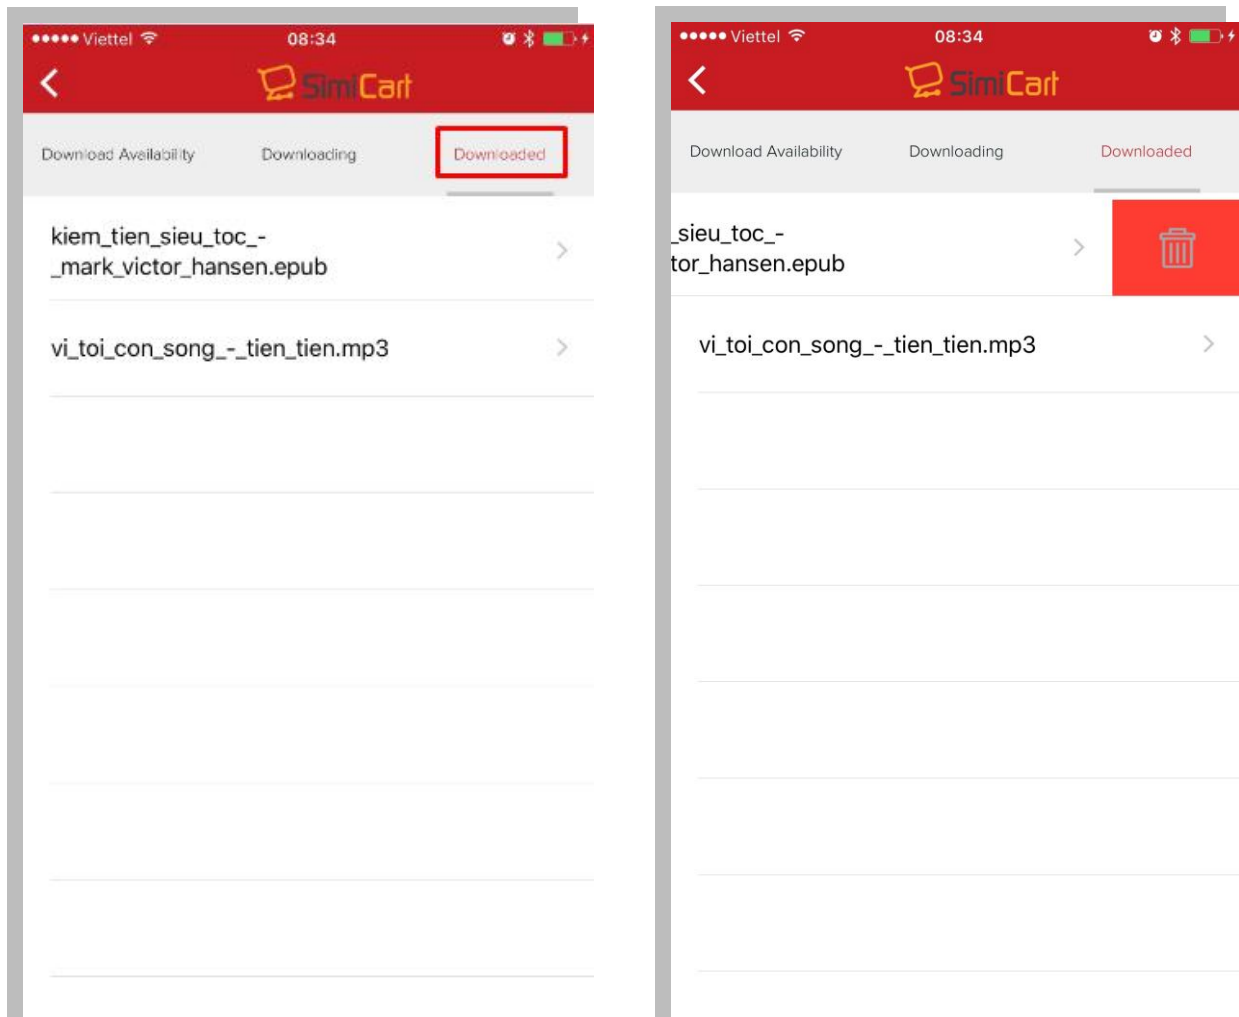 Viettel
08:34
SimiCart
Download Availability
Downloading
Downloaded
kiem_tien_sieu_toc_-
_mark_victor_hansen.epub
vi_toi_con_song_-_tien_tien.mp3
Viettel
08:34
SimiCart
Download Availability
Downloading
Downloaded
_sieu_toc_-
tor_hansen.epub
vi_toi_con_song_-_tien_tien.mp3